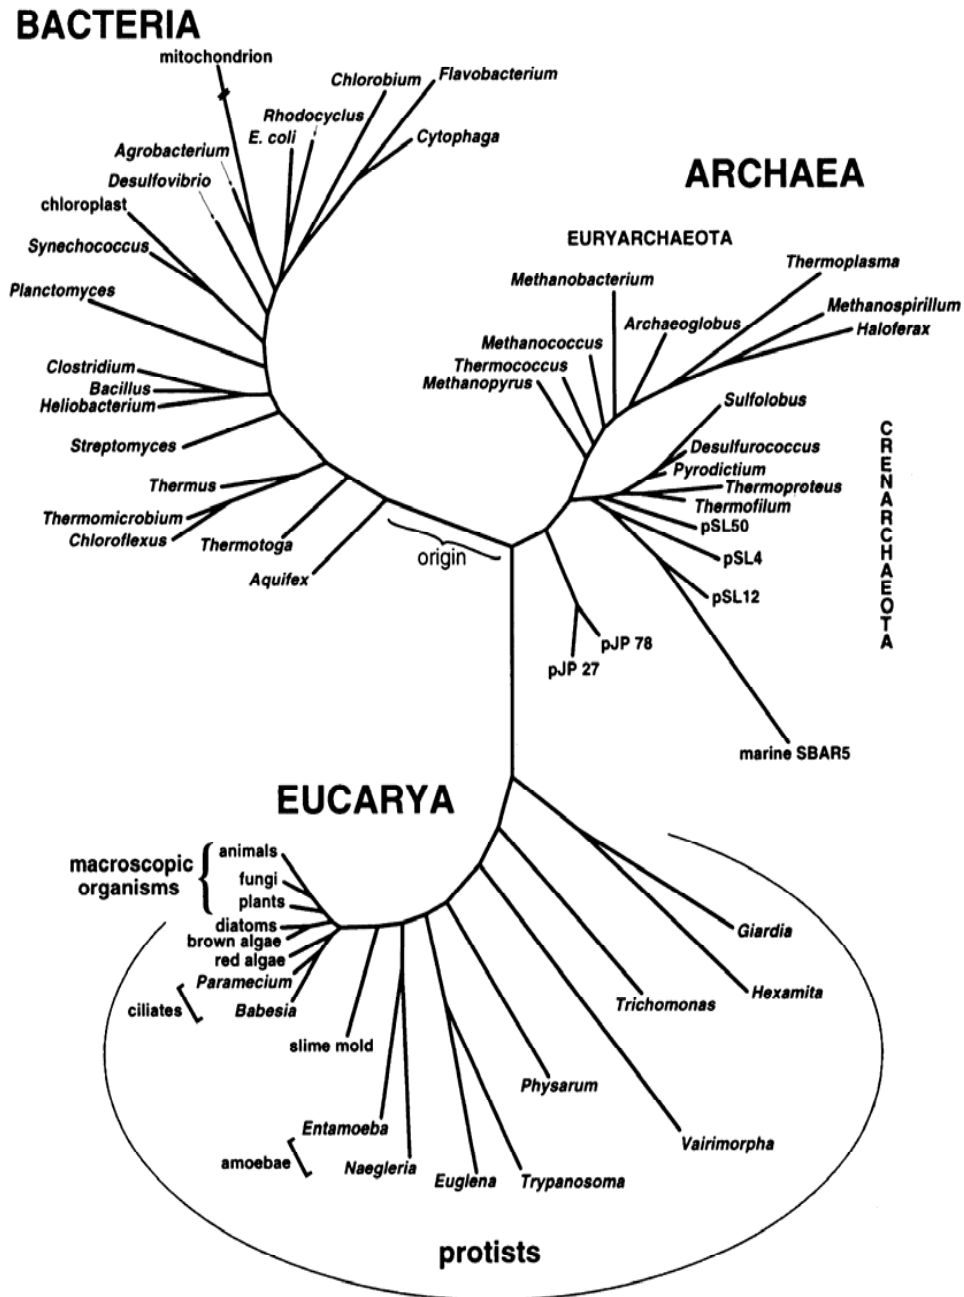 BACTERIA
mitochondrion
Chlorobium
Flavobacterium
Rhodocyclus
E. coli
Cytophaga
Agrobacterium
Desulfovibrio
chloroplast
Synechococcus
Planctomyces
Clostridium
Bacillus
Heliobacterium
Streptomyces
Thermus
Thermomicrobium
Chloroflexus
Thermotoga
Aquifex
origin
ARCHAEA
EURYARCHAEOTA
Methanobacterium
Thermoplasma
Archaeoglobus
Methanospirillum
Haloferax
Methanococcus
Thermococcus
Methanopyrus
Sulfolobus
Desulfurococcus
Pyrodictium
Thermoproteus
Thermofilum
pSL50
pSL4
pSL12
pJP 78
pJP 27
marine SBAR5
CRENARCHAEOTA
EUCARYA
macroscopic
organisms
animals
fungi
plants
diatoms
brown algae
red algae
Paramecium
ciliates
Babesia
slime mold
Entamoeba
amoebae
Naegleria
Euglena
Trypanosoma
Physarum
Vairimorpha
Trichomonas
Hexamita
Giardia
protists